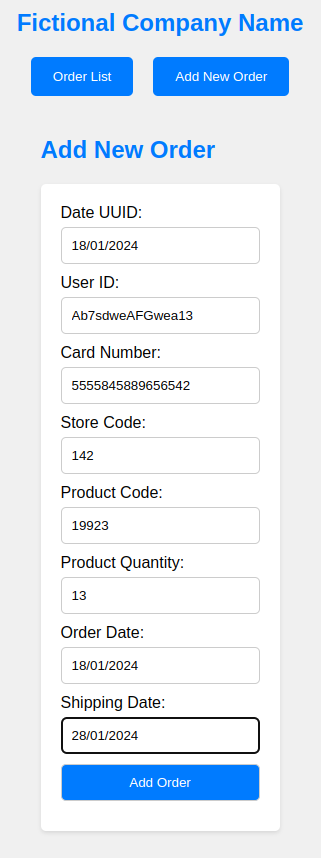 Fictional Company Name
Order List
Add New Order
Add New Order
Date UUID:
18/01/2024
User ID:
Ab7sdweAFGwea13
Card Number:
5555845889656542
Store Code:
142
Product Code:
19923
Product Quantity:
13
Order Date:
18/01/2024
Shipping Date:
28/01/2024
Add Order